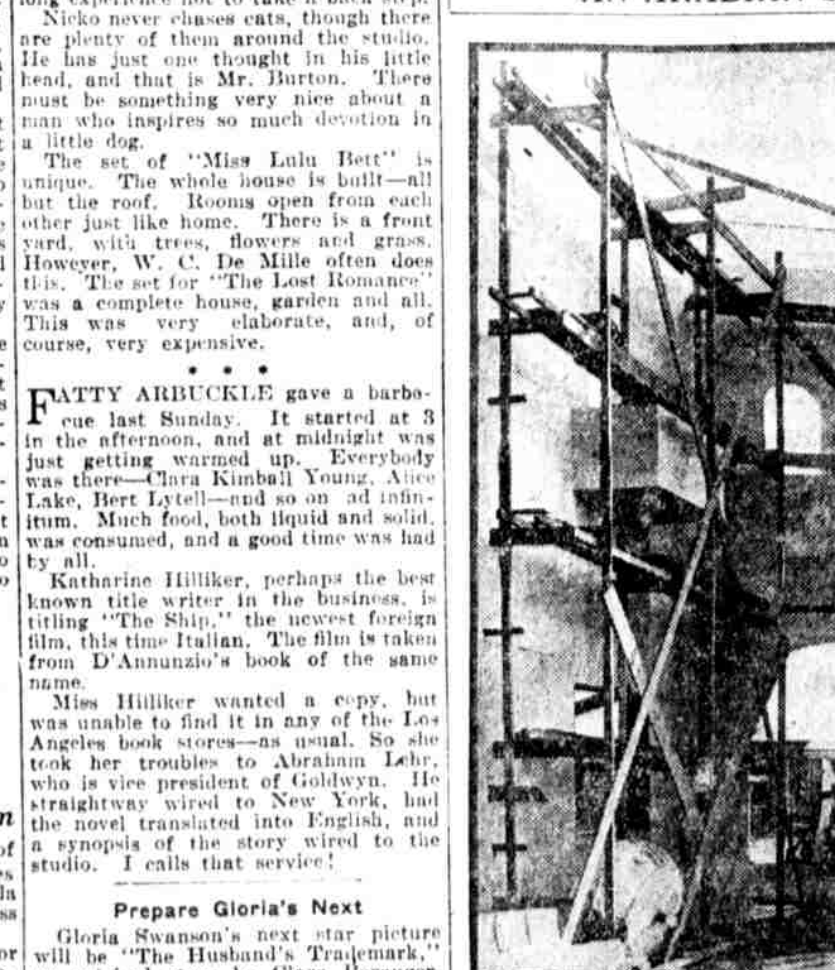 long experience not to take a back step.
Nicko never chases cats, though there
are plenty of them around the studio.
He has just one thought in his little
head, and that is Mr. Burton. There
must be something very nice about a
man who inspires so much devotion in
a little dog.
The set of "Miss Lulu Bett" is
unique. The whole house is built—all
but the roof. Rooms open from each
other just like home. There is a front
yard, with trees, flowers and grass.
However, W. C. De Mille often does
this. The set for "The Lost Romance"
was a complete house, garden and all.
This was very elaborate, and, of
course, very expensive.
• • •
FATTY ARBUCKLE gave a barbe-
cue last Sunday. It started at 3
in the afternoon, and at midnight was
just getting warmed up. Everybody
was there—Clara Kimball Young, Alice
Lake, Bert Lytell—and so on ad infin-
itum. Much food, both liquid and solid,
was consumed, and a good time was had
by all.
Katharine Hilliker, perhaps the best
known title writer in the business, is
titling "The Ship," the newest foreign
film, this time Italian. The film is taken
from D'Annunzio's book of the same
name.
Miss Hilliker wanted a copy, but
was unable to find it in any of the Los
Angeles book stores—as usual. So she
took her troubles to Abraham Lehr,
who is vice president of Goldwyn. He
straightway wired to New York, had
the novel translated into English, and
a synopsis of the story wired to the
studio. I calls that service!
Prepare Gloria's Next
Gloria Swanson's next star picture
will be "The Husband's Trademark,"